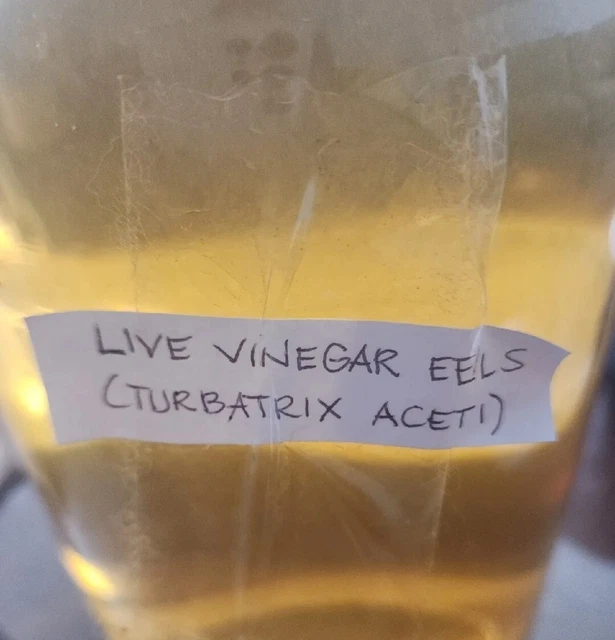 LIVE VINEGAR EELS
(TURBATRIX ACETI)